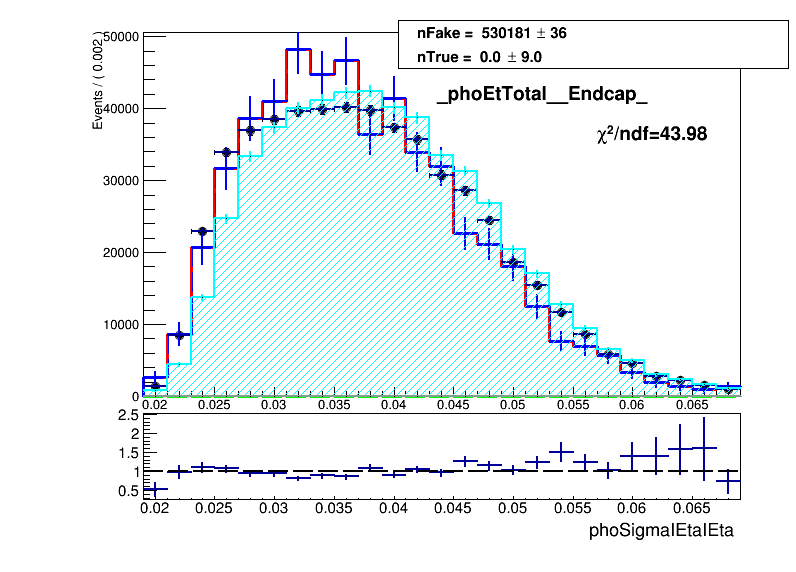 nFake = 530181 ± 36
nTrue = 0.0 ± 9.0
_phoEtTotal__Endcap_
χ²/ndf=43.98
Events / ( 0.002 )
50000
40000
30000
20000
10000
0
0.02 0.025 0.03 0.035 0.04 0.045 0.05 0.055 0.06 0.065
2.5
2
1.5
1
0.5
0.02 0.025 0.03 0.035 0.04 0.045 0.05 0.055 0.06 0.065
phoSigmaIEtaIEta